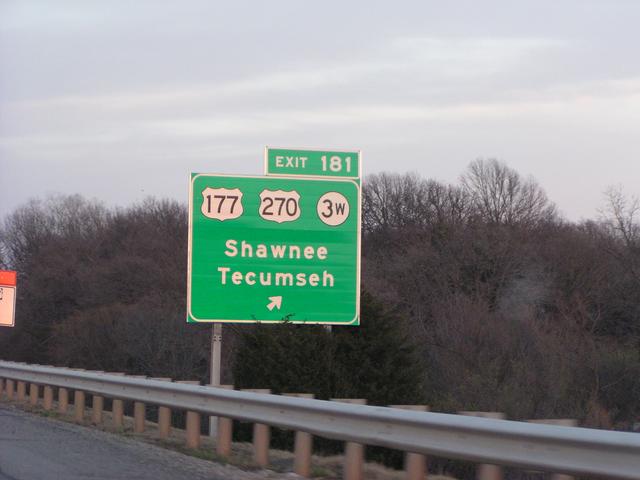 EXIT 181
177 270 3W
Shawnee
Tecumseh